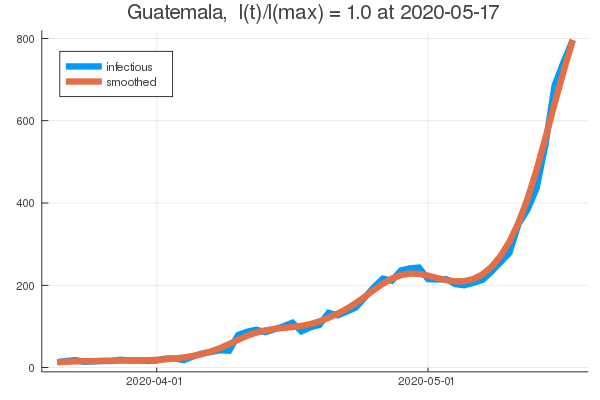 Guatemala,  I(t)/I(max) = 1.0 at 2020-05-17
800
infectious
smoothed
600
400
200
0
2020-04-01
2020-05-01